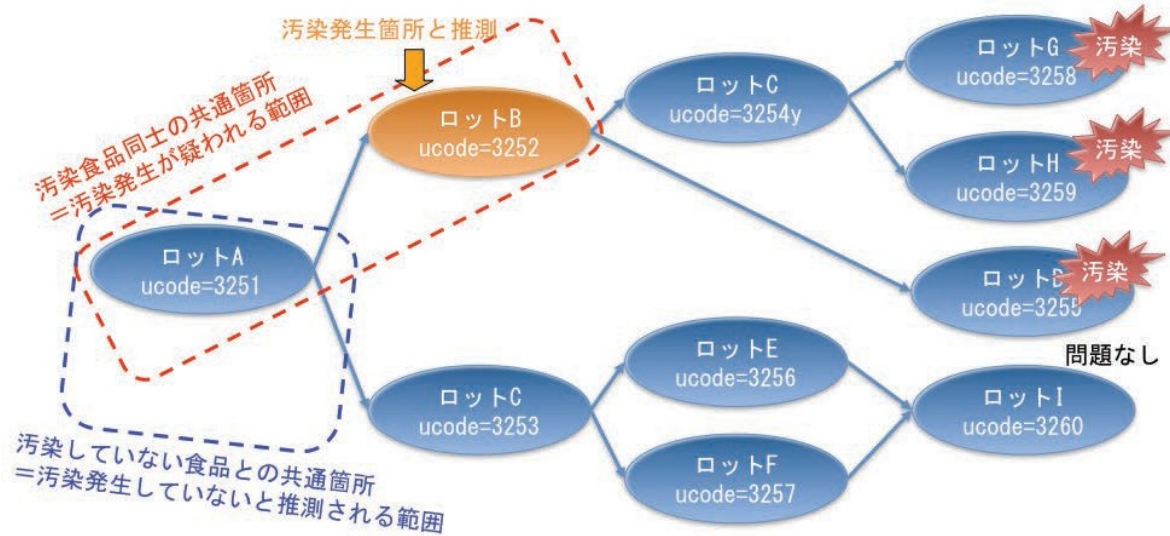 汚染発生箇所と推測
汚染食品同士の共通箇所
＝汚染発生が疑われる範囲
ロットB
ucode=3252
ロットC
ucode=3254y
ロットG
ucode=3258
汚染
ロットH
ucode=3259
汚染
ロットA
ucode=3251
ロットD
ucode=3255
汚染
問題なし
ロットE
ucode=3256
ロットC
ucode=3253
ロットI
ucode=3260
ロットF
ucode=3257
汚染していない食品との共通箇所
＝汚染発生していないと推測される範囲